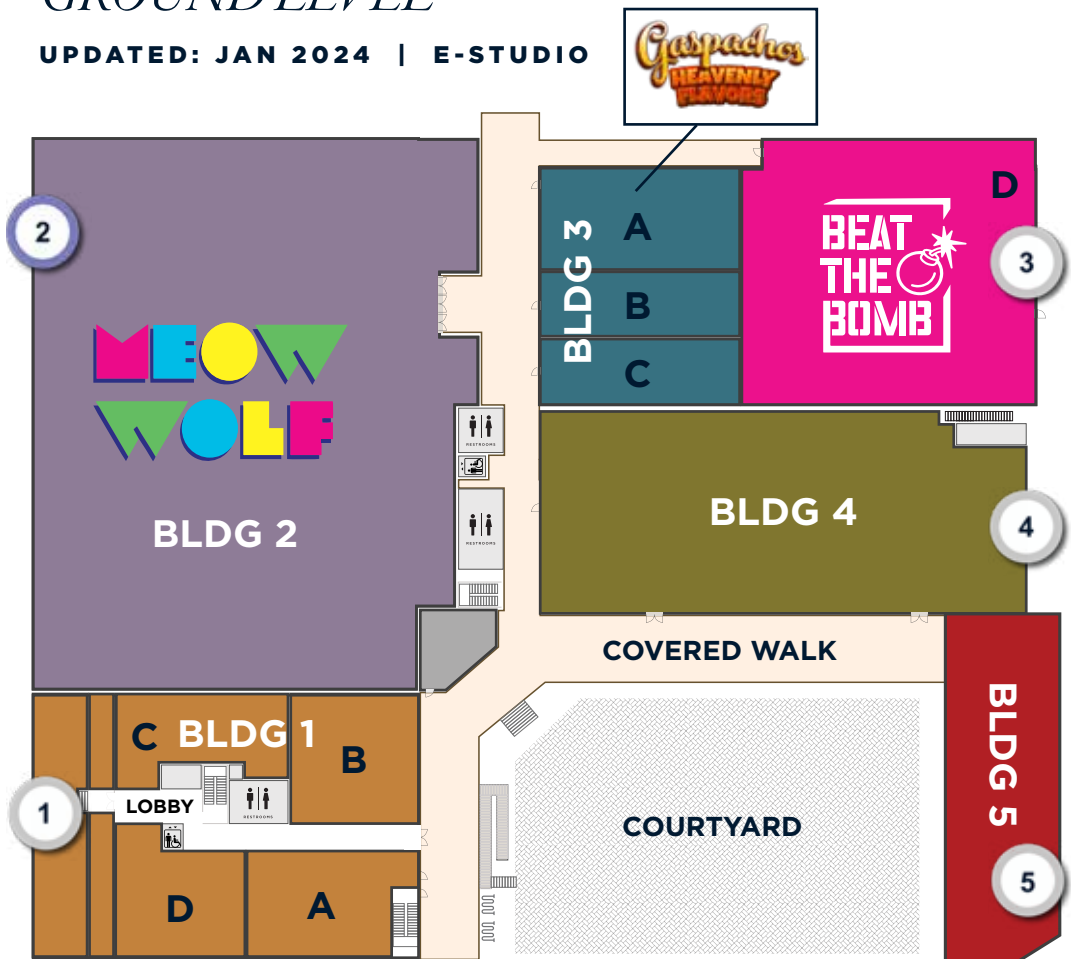 GROUND LEVEL
UPDATED: JAN 2024 | E-STUDIO
Gaspachos
HEAVENLY
FLAVORS
2
MEOW
WOLF
BLDG 2
RESTROOMS
RESTROOMS
BLDG 3
A
B
C
D
BEAT
THE
BOMB
3
BLDG 4
4
COVERED WALK
C BLDG 1
B
LOBBY
RESTROOMS
1
D
A
COURTYARD
BLDG 5
5